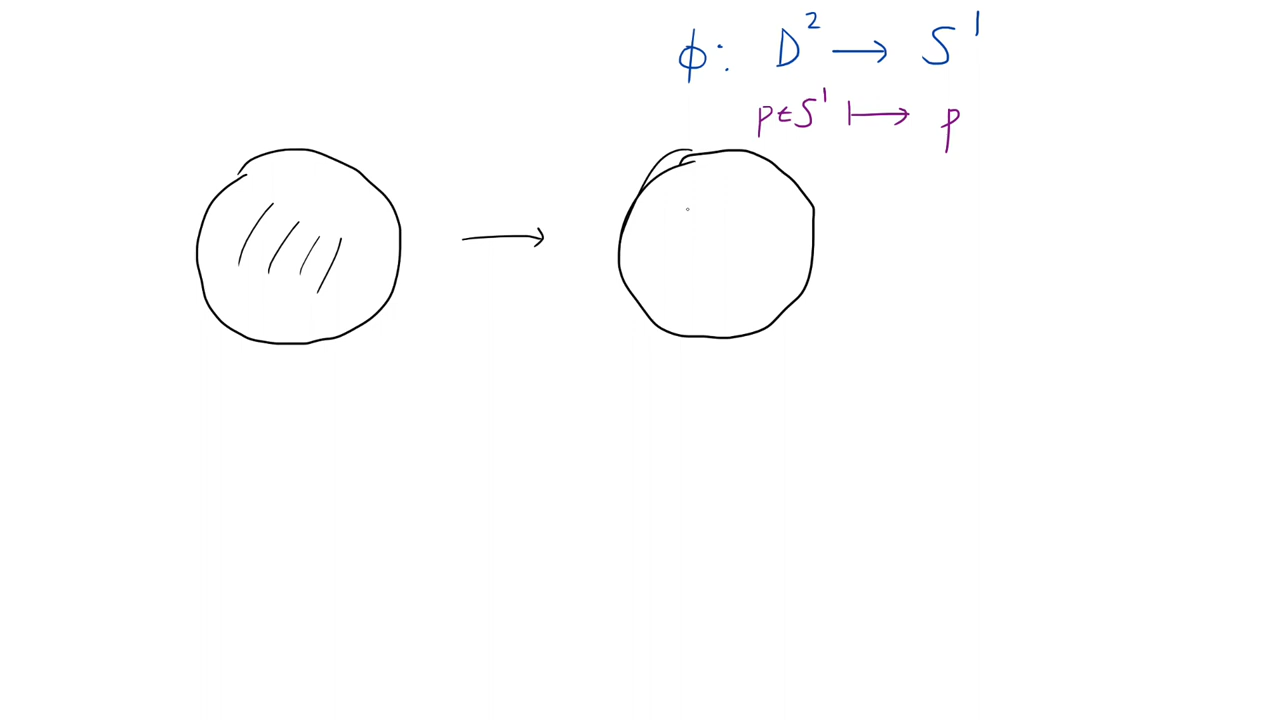 ϕ: D² ⟶ S¹
p∈S¹ ⟼ p